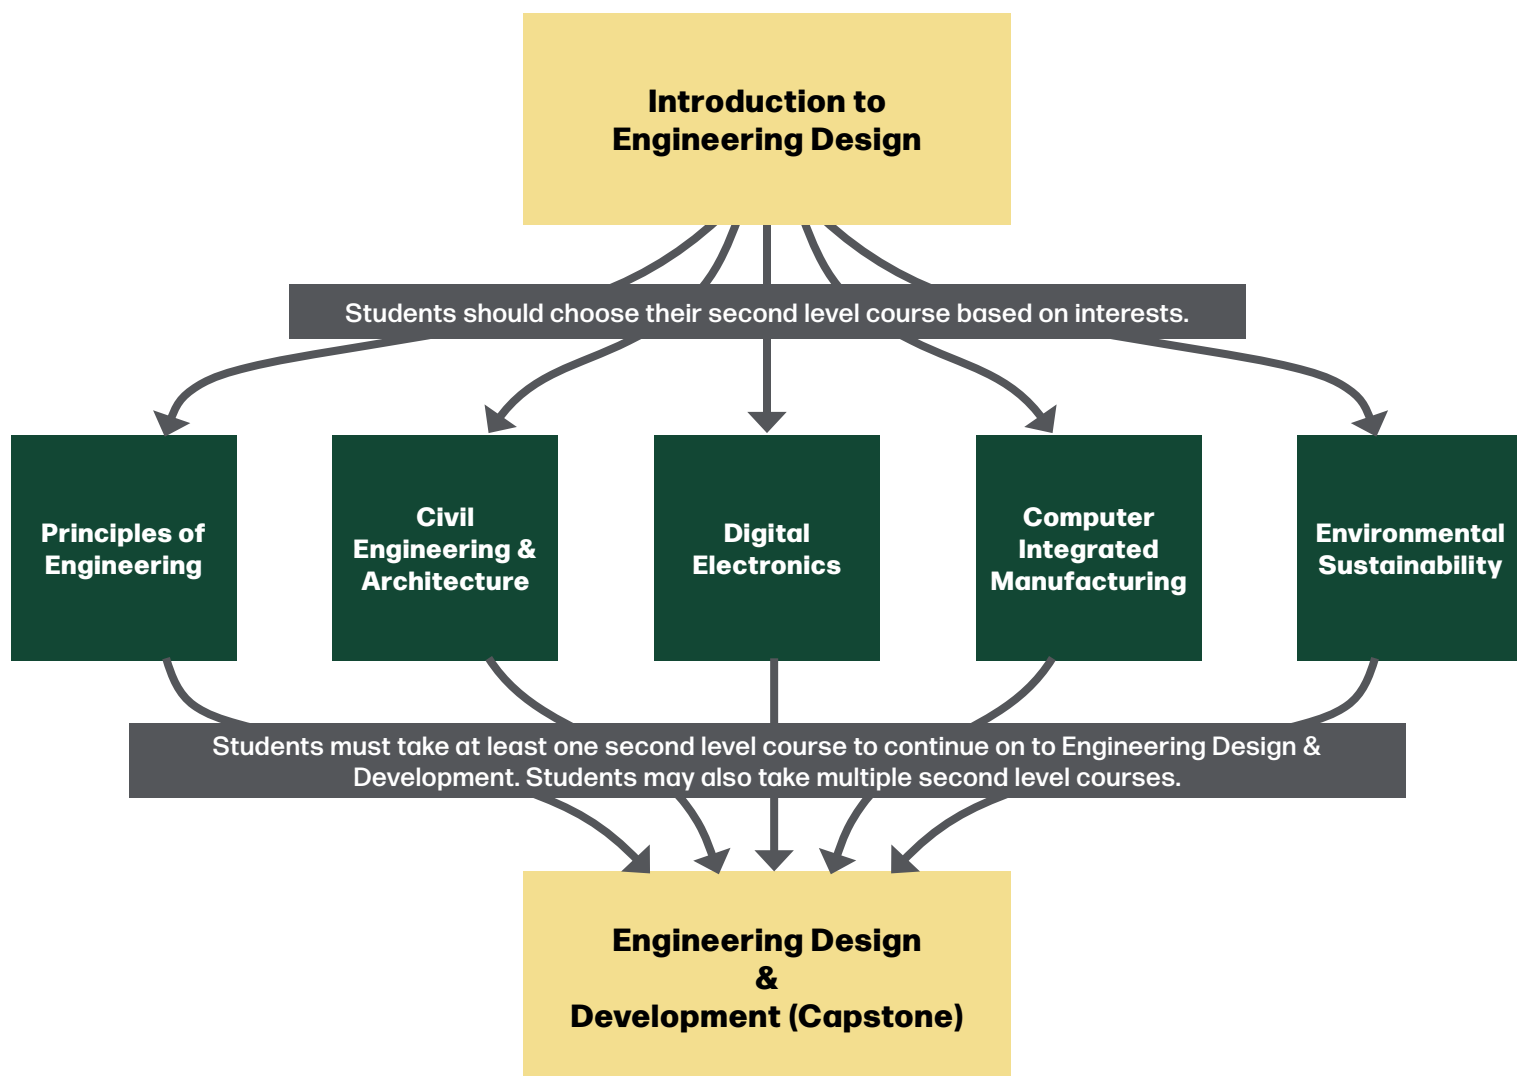 Introduction to
Engineering Design
Students should choose their second level course based on interests.
Principles of
Engineering
Civil
Engineering &
Architecture
Digital
Electronics
Computer
Integrated
Manufacturing
Environmental
Sustainability
Students must take at least one second level course to continue on to Engineering Design &
Development. Students may also take multiple second level courses.
Engineering Design
&
Development (Capstone)